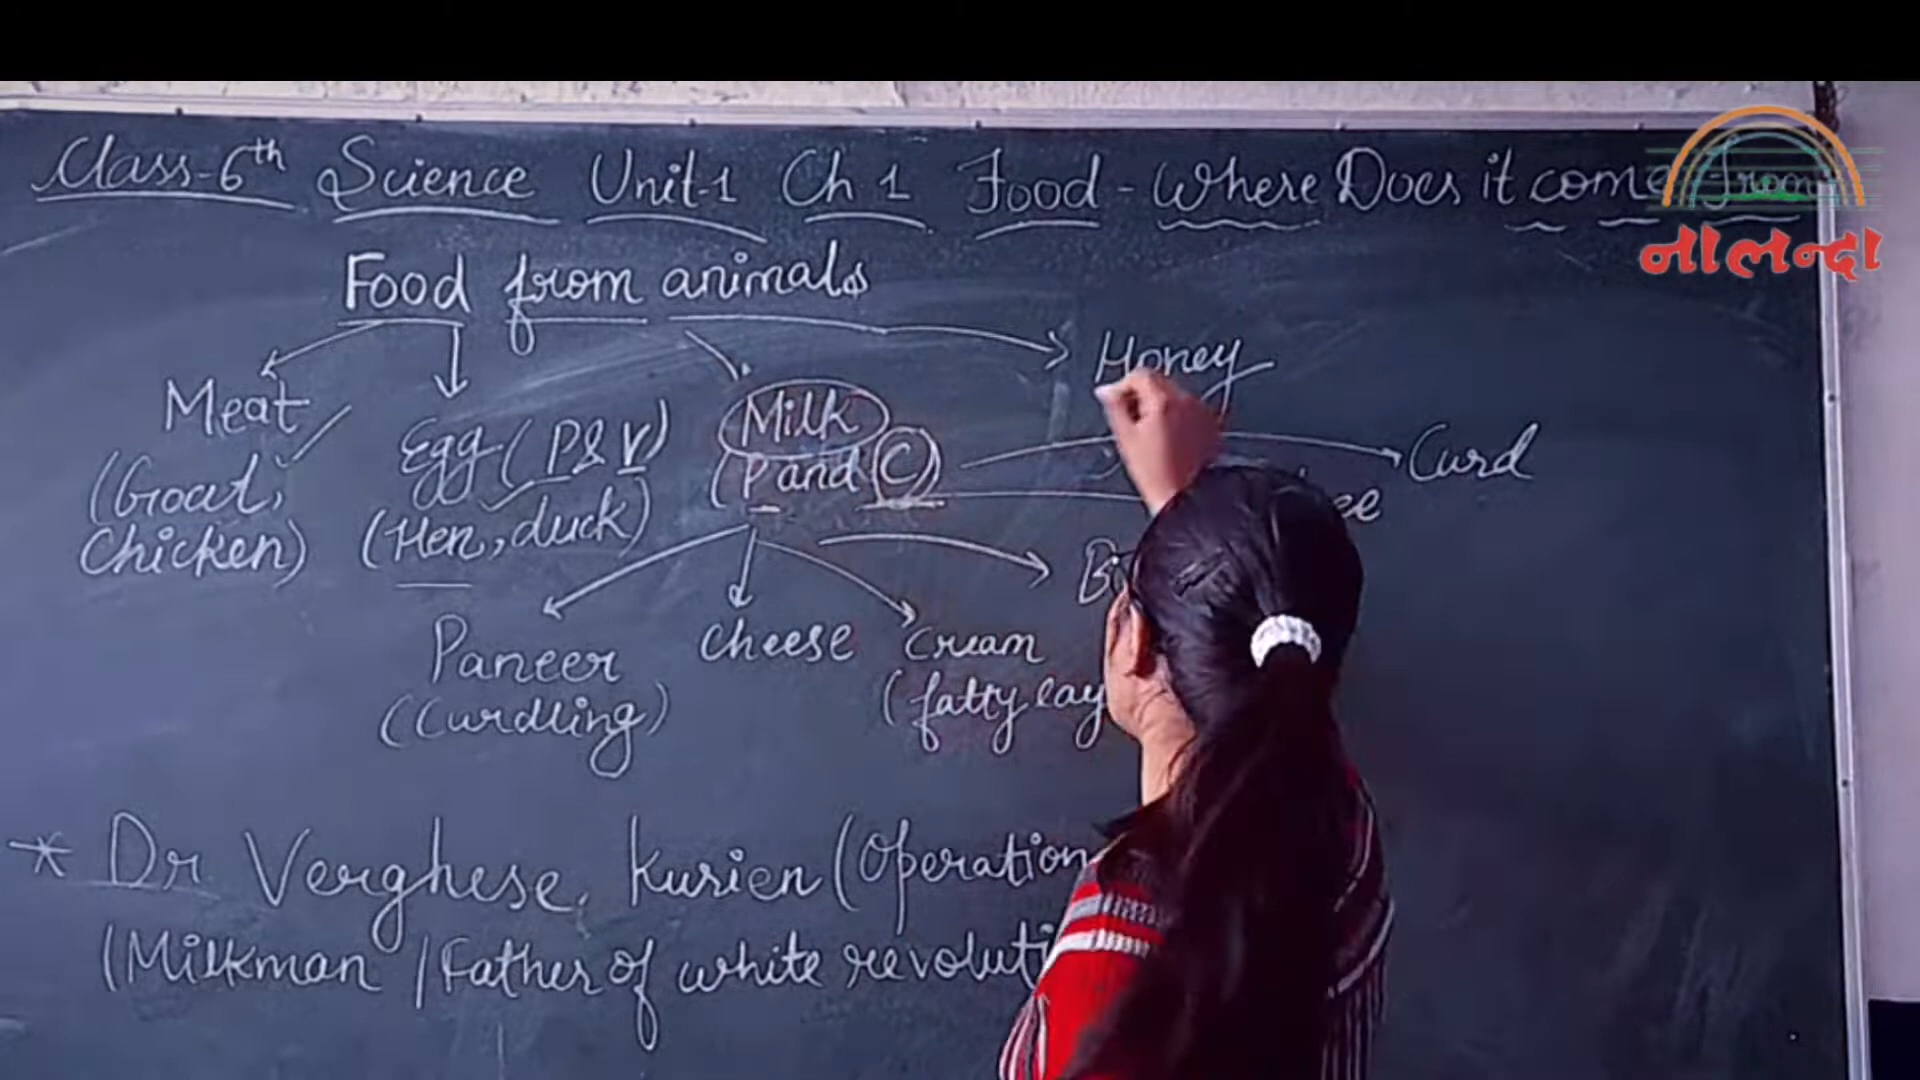 Class-6th Science Unit-1 Ch 1 Food - Where Does it come from
नालन्दा
Food from animals
Honey
Meat
(Goat,
Chicken)
Egg (P&V)
(Hen, duck)
Milk
(P and C)
Curd
Paneer
(Curdling)
Cheese
Cream
(fatty
* Dr Verghese Kurien (Operation
(Milkman / Father of white